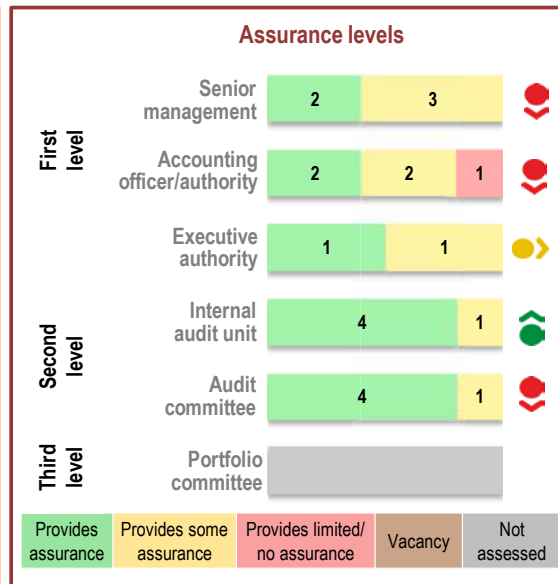 Assurance levels
First level
Senior management
2 3
Accounting officer/authority
2 2 1
Executive authority
1 1
Second level
Internal audit unit
4 1
Audit committee
4 1
Third level
Portfolio committee
Provides assurance
Provides some assurance
Provides limited/ no assurance
Vacancy
Not assessed